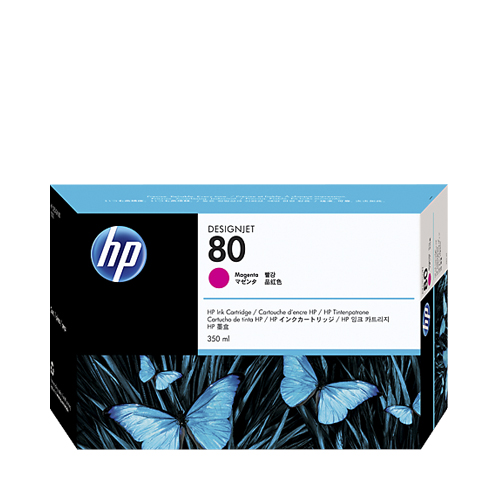 hp
DESIGNJET
80
Magenta 빨강
マゼンタ 品紅色
HP Ink Cartridge / Cartouche d'encre HP / HP Tintenpatrone
Cartucho de tinta HP / HP インクカートリッジ / HP 잉크 카트리지
HP 墨盒
350 ml
80
hp